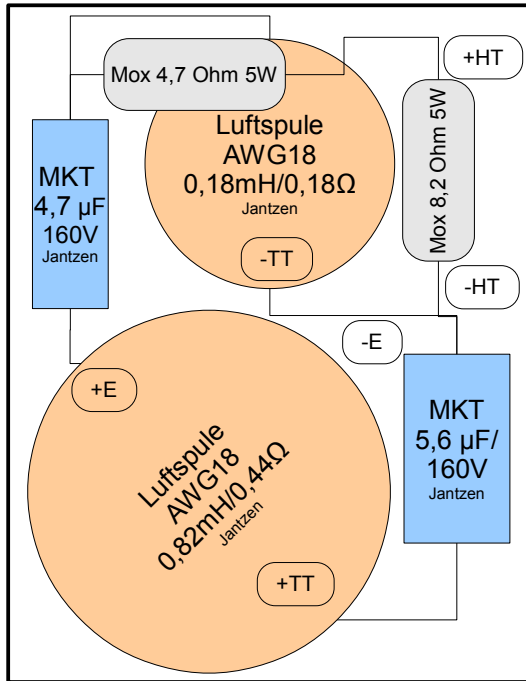 Mox 4,7 Ohm 5W
+HT
Luftspule
AWG18
0,18mH/0,18Ω
Jantzen
Mox 8,2 Ohm 5W
MKT
4,7 µF
160V
Jantzen
-TT
-HT
-E
+E
MKT
5,6 µF/
160V
Jantzen
Luftspule
AWG18
0,82mH/0,44Ω
Jantzen
+TT